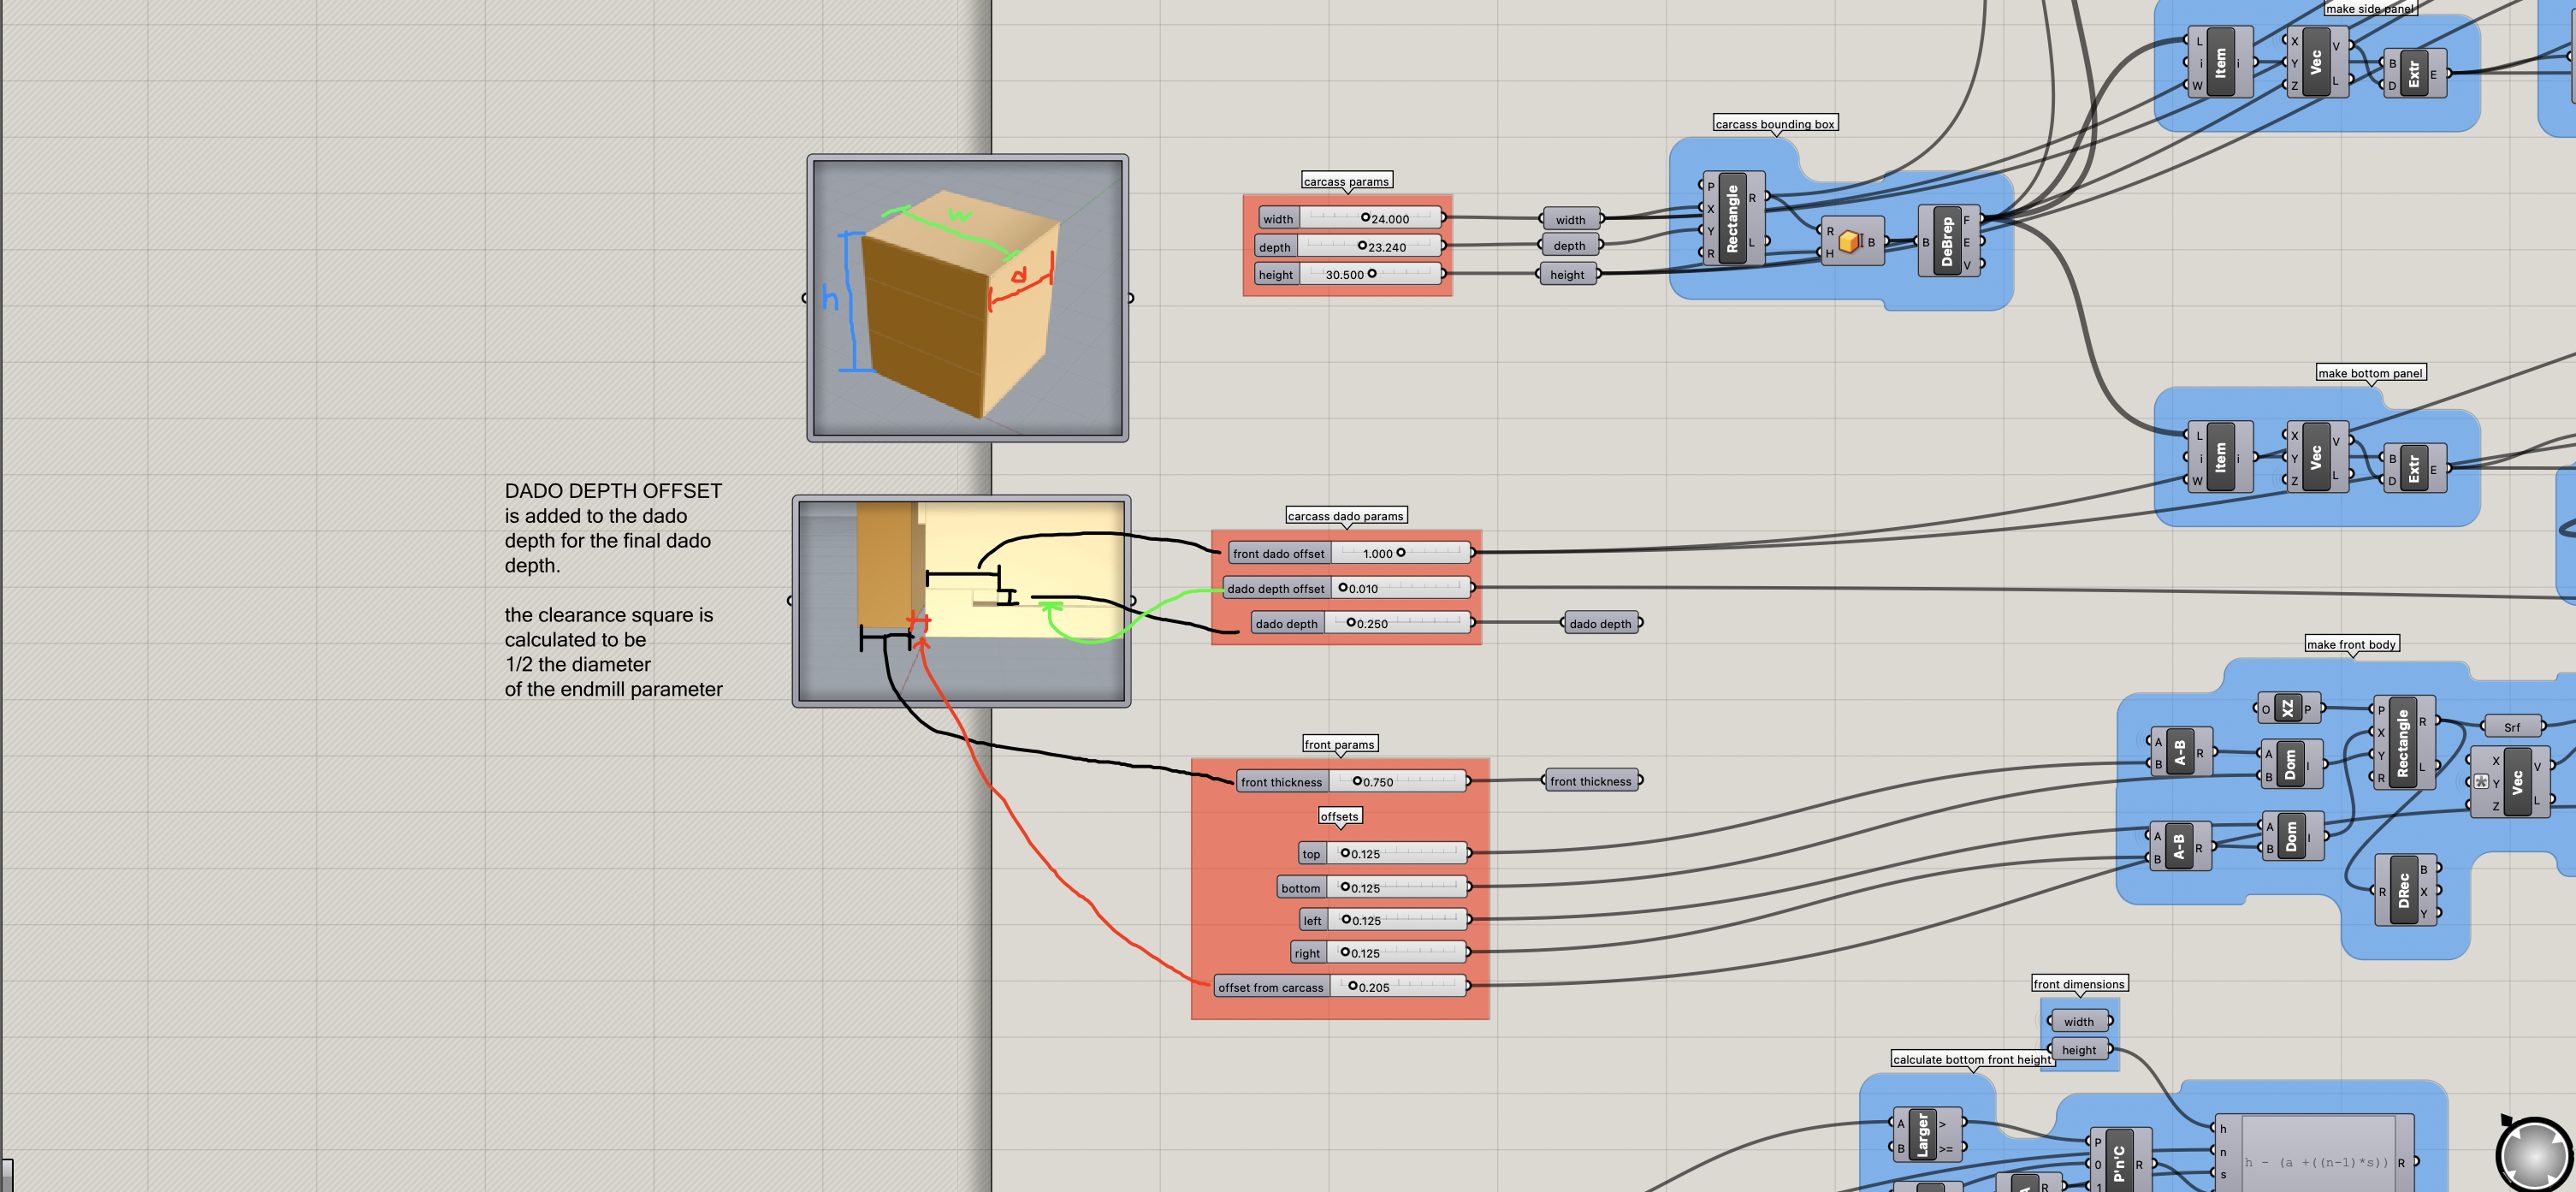 make side panel
L
i
W
Item
i
X
Y
Z
Vec
V
L
B
D
Extr
E
carcass bounding box
P
X
Y
R
Rectangle
R
L
R
H
B
B
DeBrep
F
E
V
carcass params
width 24.000
depth 23.240
height 30.500
width
depth
height
w
d
h
make bottom panel
L
i
W
Item
i
X
Y
Z
Vec
V
L
B
D
Extr
E
DADO DEPTH OFFSET
is added to the dado
depth for the final dado
depth.
the clearance square is
calculated to be
1/2 the diameter
of the endmill parameter
carcass dado params
front dado offset 1.000
dado depth offset 0.010
dado depth 0.250
dado depth
front params
front thickness 0.750
front thickness
offsets
top 0.125
bottom 0.125
left 0.125
right 0.125
offset from carcass 0.205
make front body
O
XZ
P
A
B
A-B
R
A
B
Dom
I
P
X
Y
R
Rectangle
R
L
Srf
X
Y
Z
Vec
V
L
A
B
A-B
R
A
B
Dom
I
R
DRec
B
X
Y
front dimensions
width
height
calculate bottom front height
A
B
Larger
>
>=
P
0
1
P'n'C
R
A
R
h
n
s
h - (a +((n-1)*s))
R